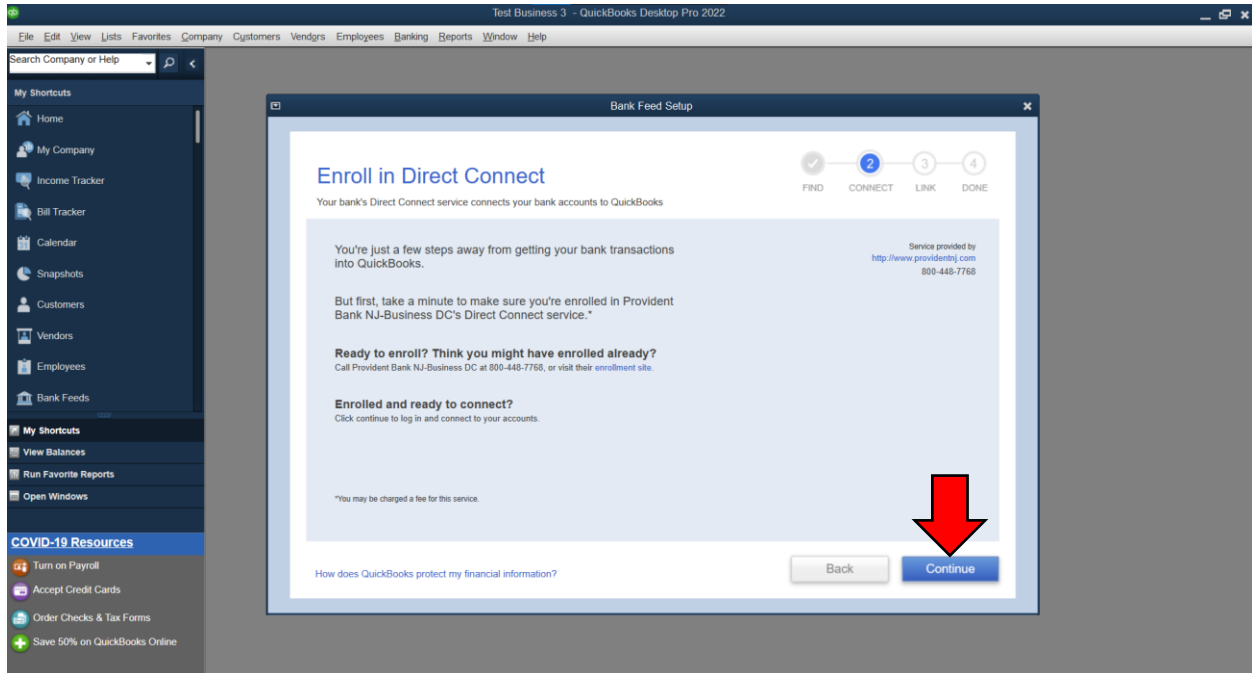 qb
Test Business 3 - QuickBooks Desktop Pro 2022
File Edit View Lists Favorites Company Customers Vendors Employees Banking Reports Window Help
Search Company or Help
My Shortcuts
Home
My Company
Income Tracker
Bill Tracker
Calendar
Snapshots
Customers
Vendors
Employees
Bank Feeds
My Shortcuts
View Balances
Run Favorite Reports
Open Windows
COVID-19 Resources
Turn on Payroll
Accept Credit Cards
Order Checks & Tax Forms
Save 50% on QuickBooks Online
Bank Feed Setup
Enroll in Direct Connect
Your bank's Direct Connect service connects your bank accounts to QuickBooks
2 3 4
FIND CONNECT LINK DONE
You're just a few steps away from getting your bank transactions
into QuickBooks.
Service provided by
http://www.providentnj.com
800-448-7768
But first, take a minute to make sure you're enrolled in Provident
Bank NJ-Business DC's Direct Connect service.*
Ready to enroll? Think you might have enrolled already?
Call Provident Bank NJ-Business DC at 800-448-7768, or visit their enrollment site.
Enrolled and ready to connect?
Click continue to log in and connect to your accounts.
*You may be charged a fee for this service.
How does QuickBooks protect my financial information?
Back
Continue